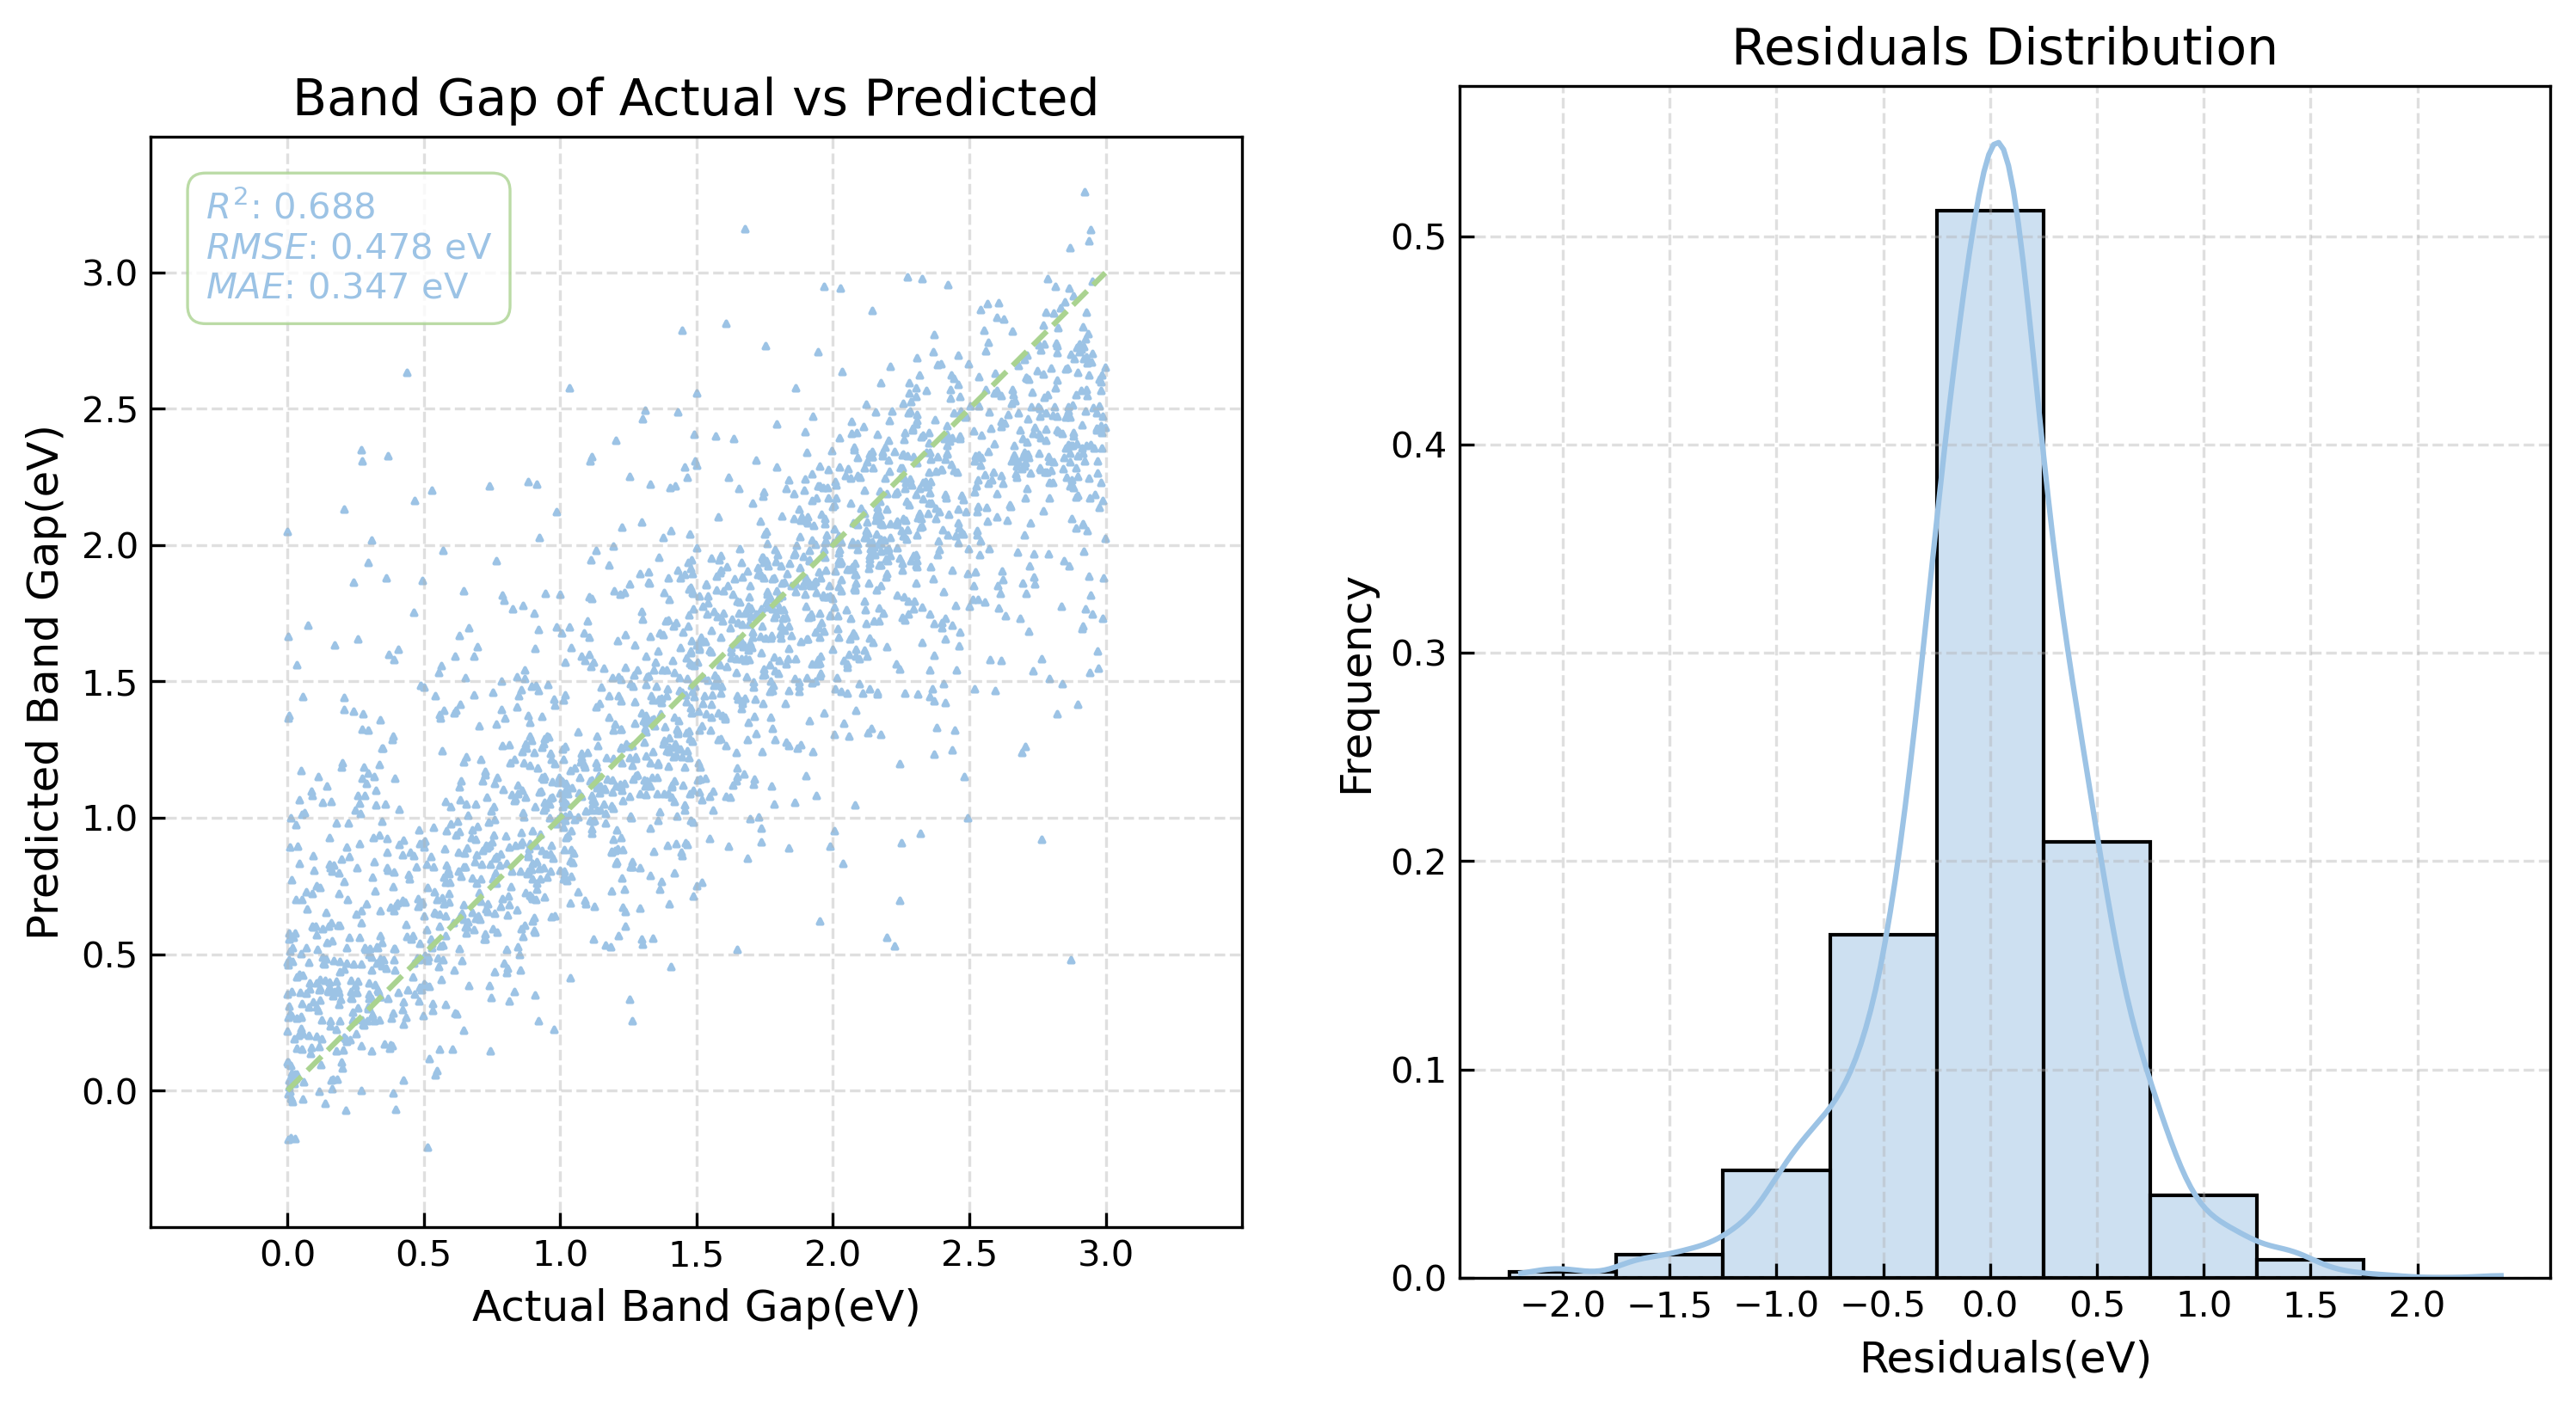 Band Gap of Actual vs Predicted
R²: 0.688
RMSE: 0.478 eV
MAE: 0.347 eV
3.0
2.5
2.0
1.5
1.0
0.5
0.0
Predicted Band Gap(eV)
0.0 0.5 1.0 1.5 2.0 2.5 3.0
Actual Band Gap(eV)
Residuals Distribution
0.5
0.4
0.3
0.2
0.1
0.0
Frequency
−2.0 −1.5 −1.0 −0.5 0.0 0.5 1.0 1.5 2.0
Residuals(eV)